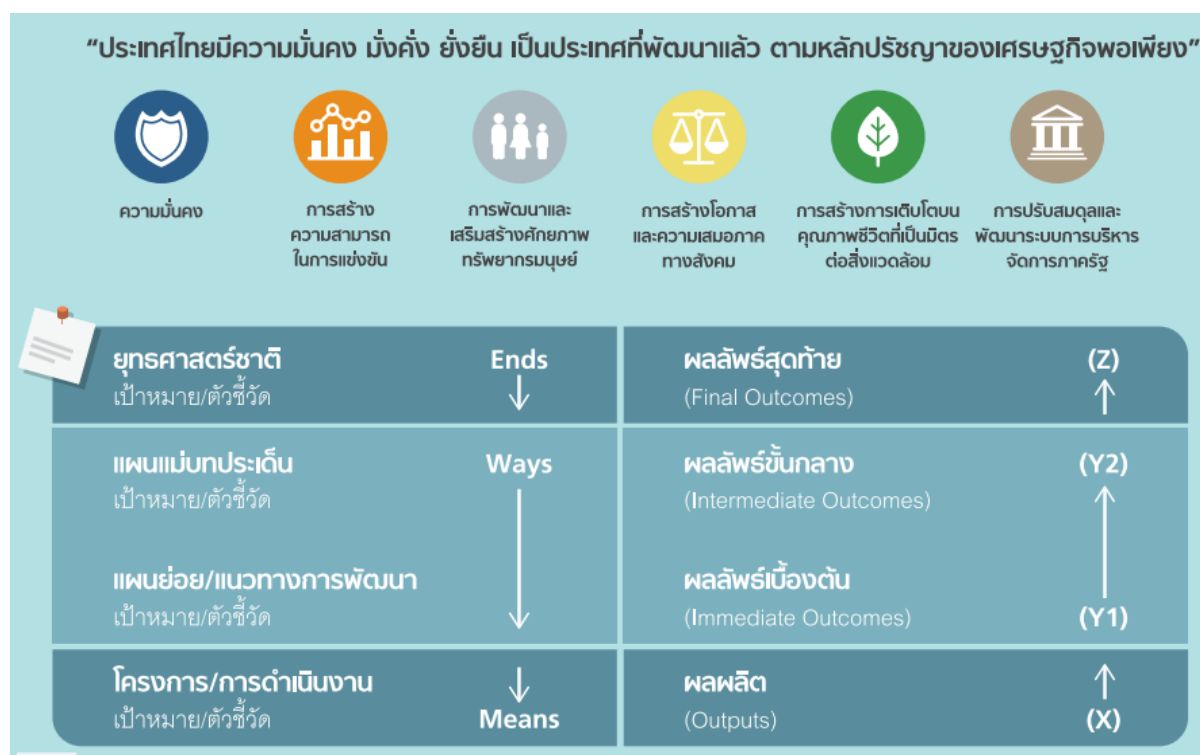 “ประเทศไทยมีความมั่นคง มั่งคั่ง ยั่งยืน เป็นประเทศที่พัฒนาแล้ว ตามหลักปรัชญาของเศรษฐกิจพอเพียง”
ความมั่นคง
การสร้าง
ความสามารถ
ในการแข่งขัน
การพัฒนาและ
เสริมสร้างศักยภาพ
ทรัพยากรมนุษย์
การสร้างโอกาส
และความเสมอภาค
ทางสังคม
การสร้างการเติบโตบน
คุณภาพชีวิตที่เป็นมิตร
ต่อสิ่งแวดล้อม
การปรับสมดุลและ
พัฒนาระบบการบริหาร
จัดการภาครัฐ
ยุทธศาสตร์ชาติ Ends
เป้าหมาย/ตัวชี้วัด
ผลลัพธ์สุดท้าย (Z)
(Final Outcomes)
แผนแม่บทประเด็น Ways
เป้าหมาย/ตัวชี้วัด
ผลลัพธ์ขั้นกลาง (Y2)
(Intermediate Outcomes)
แผนย่อย/แนวทางการพัฒนา
เป้าหมาย/ตัวชี้วัด
ผลลัพธ์เบื้องต้น
(Immediate Outcomes) (Y1)
โครงการ/การดำเนินงาน
เป้าหมาย/ตัวชี้วัด Means
ผลผลิต
(Outputs) (X)